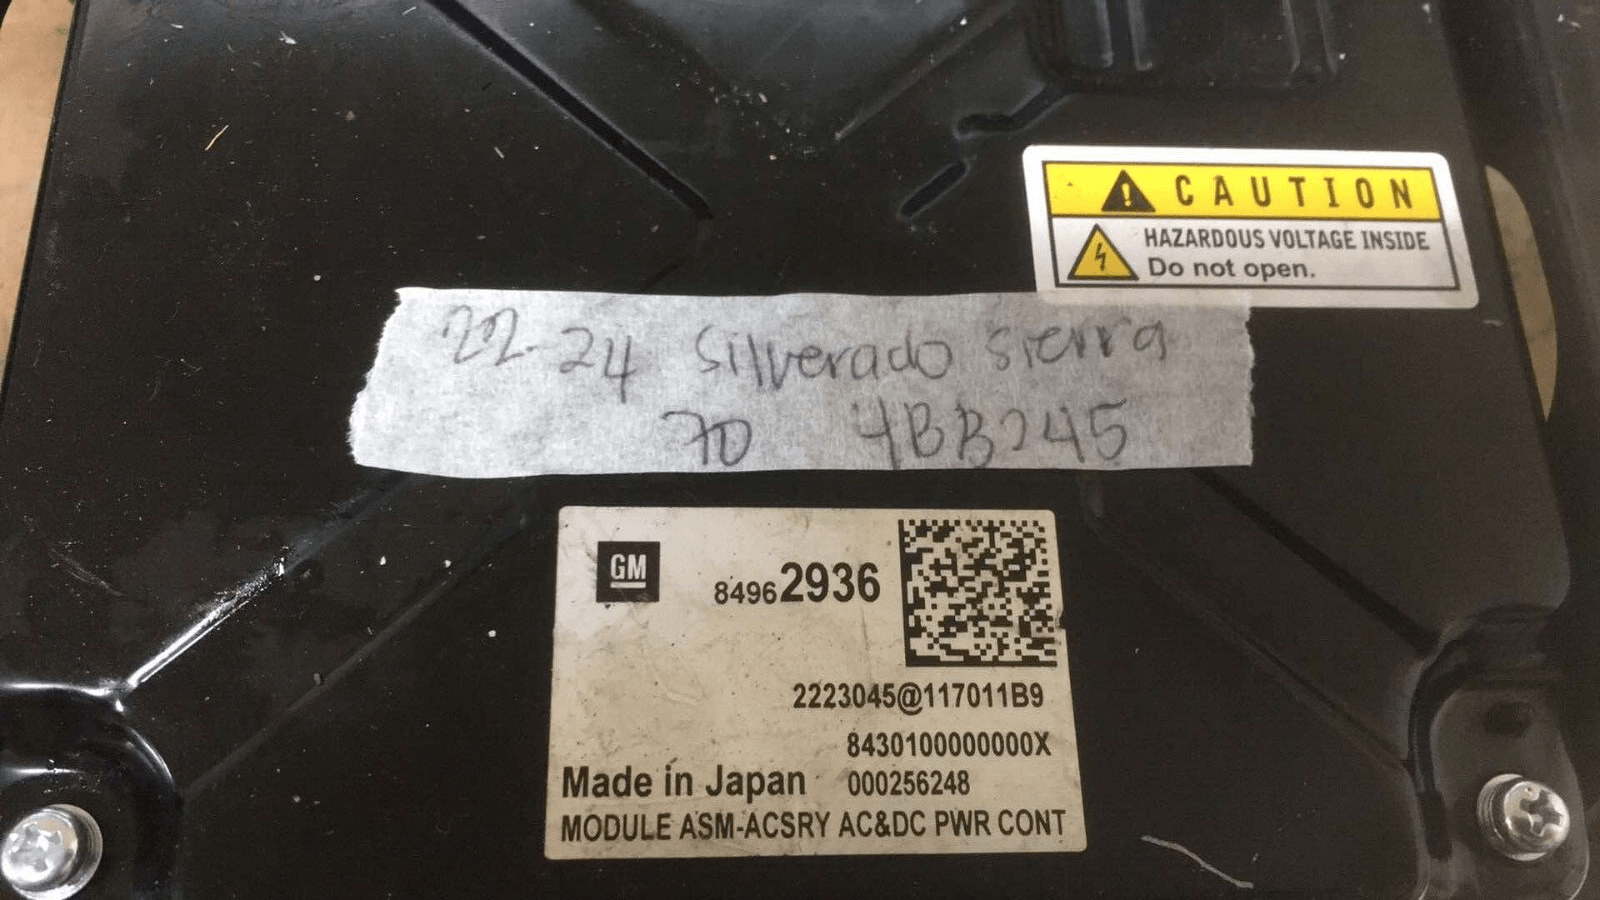 CAUTION
HAZARDOUS VOLTAGE INSIDE
Do not open.
22-24 Silverado Sierra
70 4BB245
GM
84962936
2223045@117011B9
8430100000000X
Made in Japan 000256248
MODULE ASM-ACSRY AC&DC PWR CONT